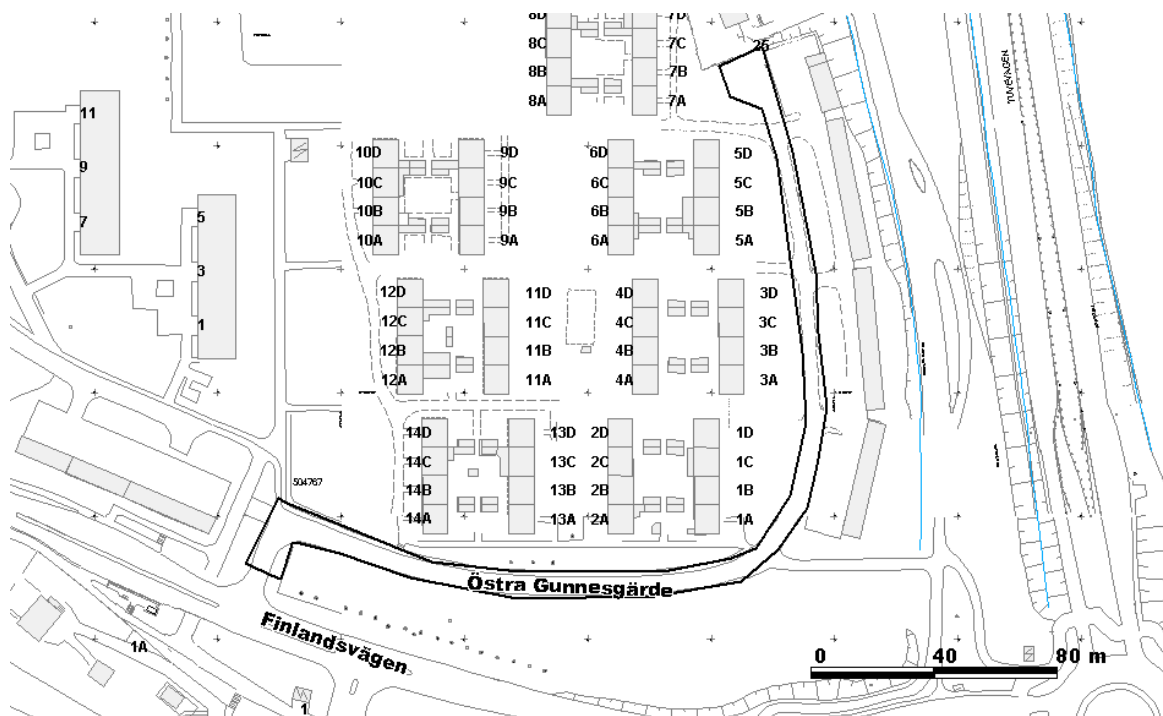 8D 7D
25
8C 7C
8B 7B
8A 7A
TUVEVÄGEN
11
9
7
5
3
1
10D 9D 6D 5D
10C 9C 6C 5C
10B 9B 6B 5B
10A 9A 6A 5A
12D 11D 4D 3D
12C 11C 4C 3C
12B 11B 4B 3B
12A 11A 4A 3A
14D 13D 2D 1D
14C 13C 2C 1C
14B 13B 2B 1B
14A 13A 2A 1A
504767
Östra Gunnesgärde
Finlandsvägen
1A
1
0 40 80 m